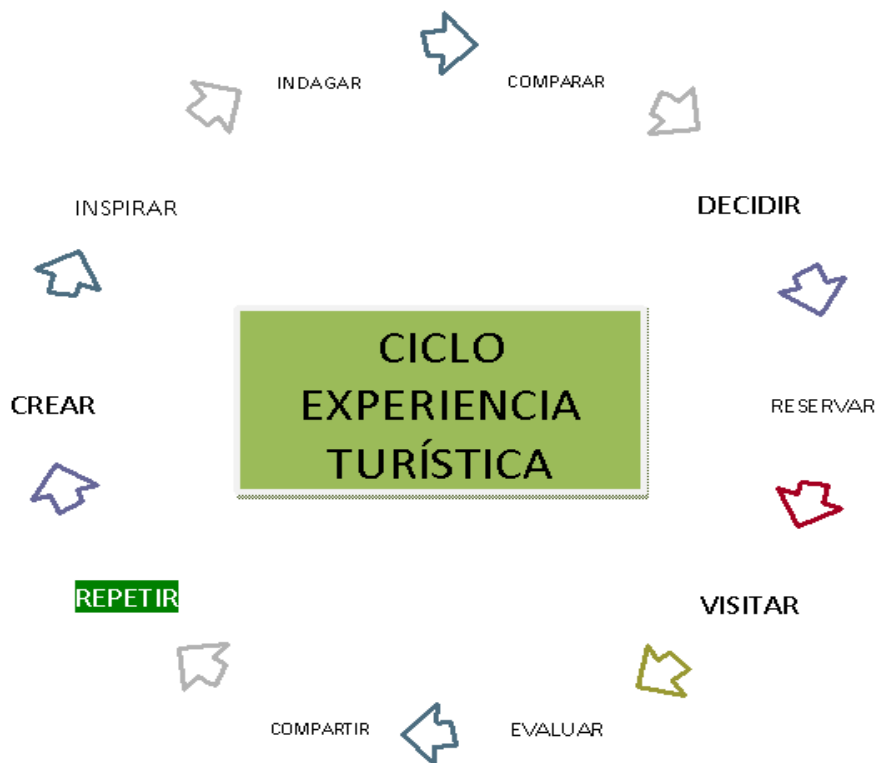 INDAGAR
COMPARAR
INSPIRAR
DECIDIR
CICLO
EXPERIENCIA
TURÍSTICA
CREAR
RESERVAR
REPETIR
VISITAR
COMPARTIR
EVALUAR